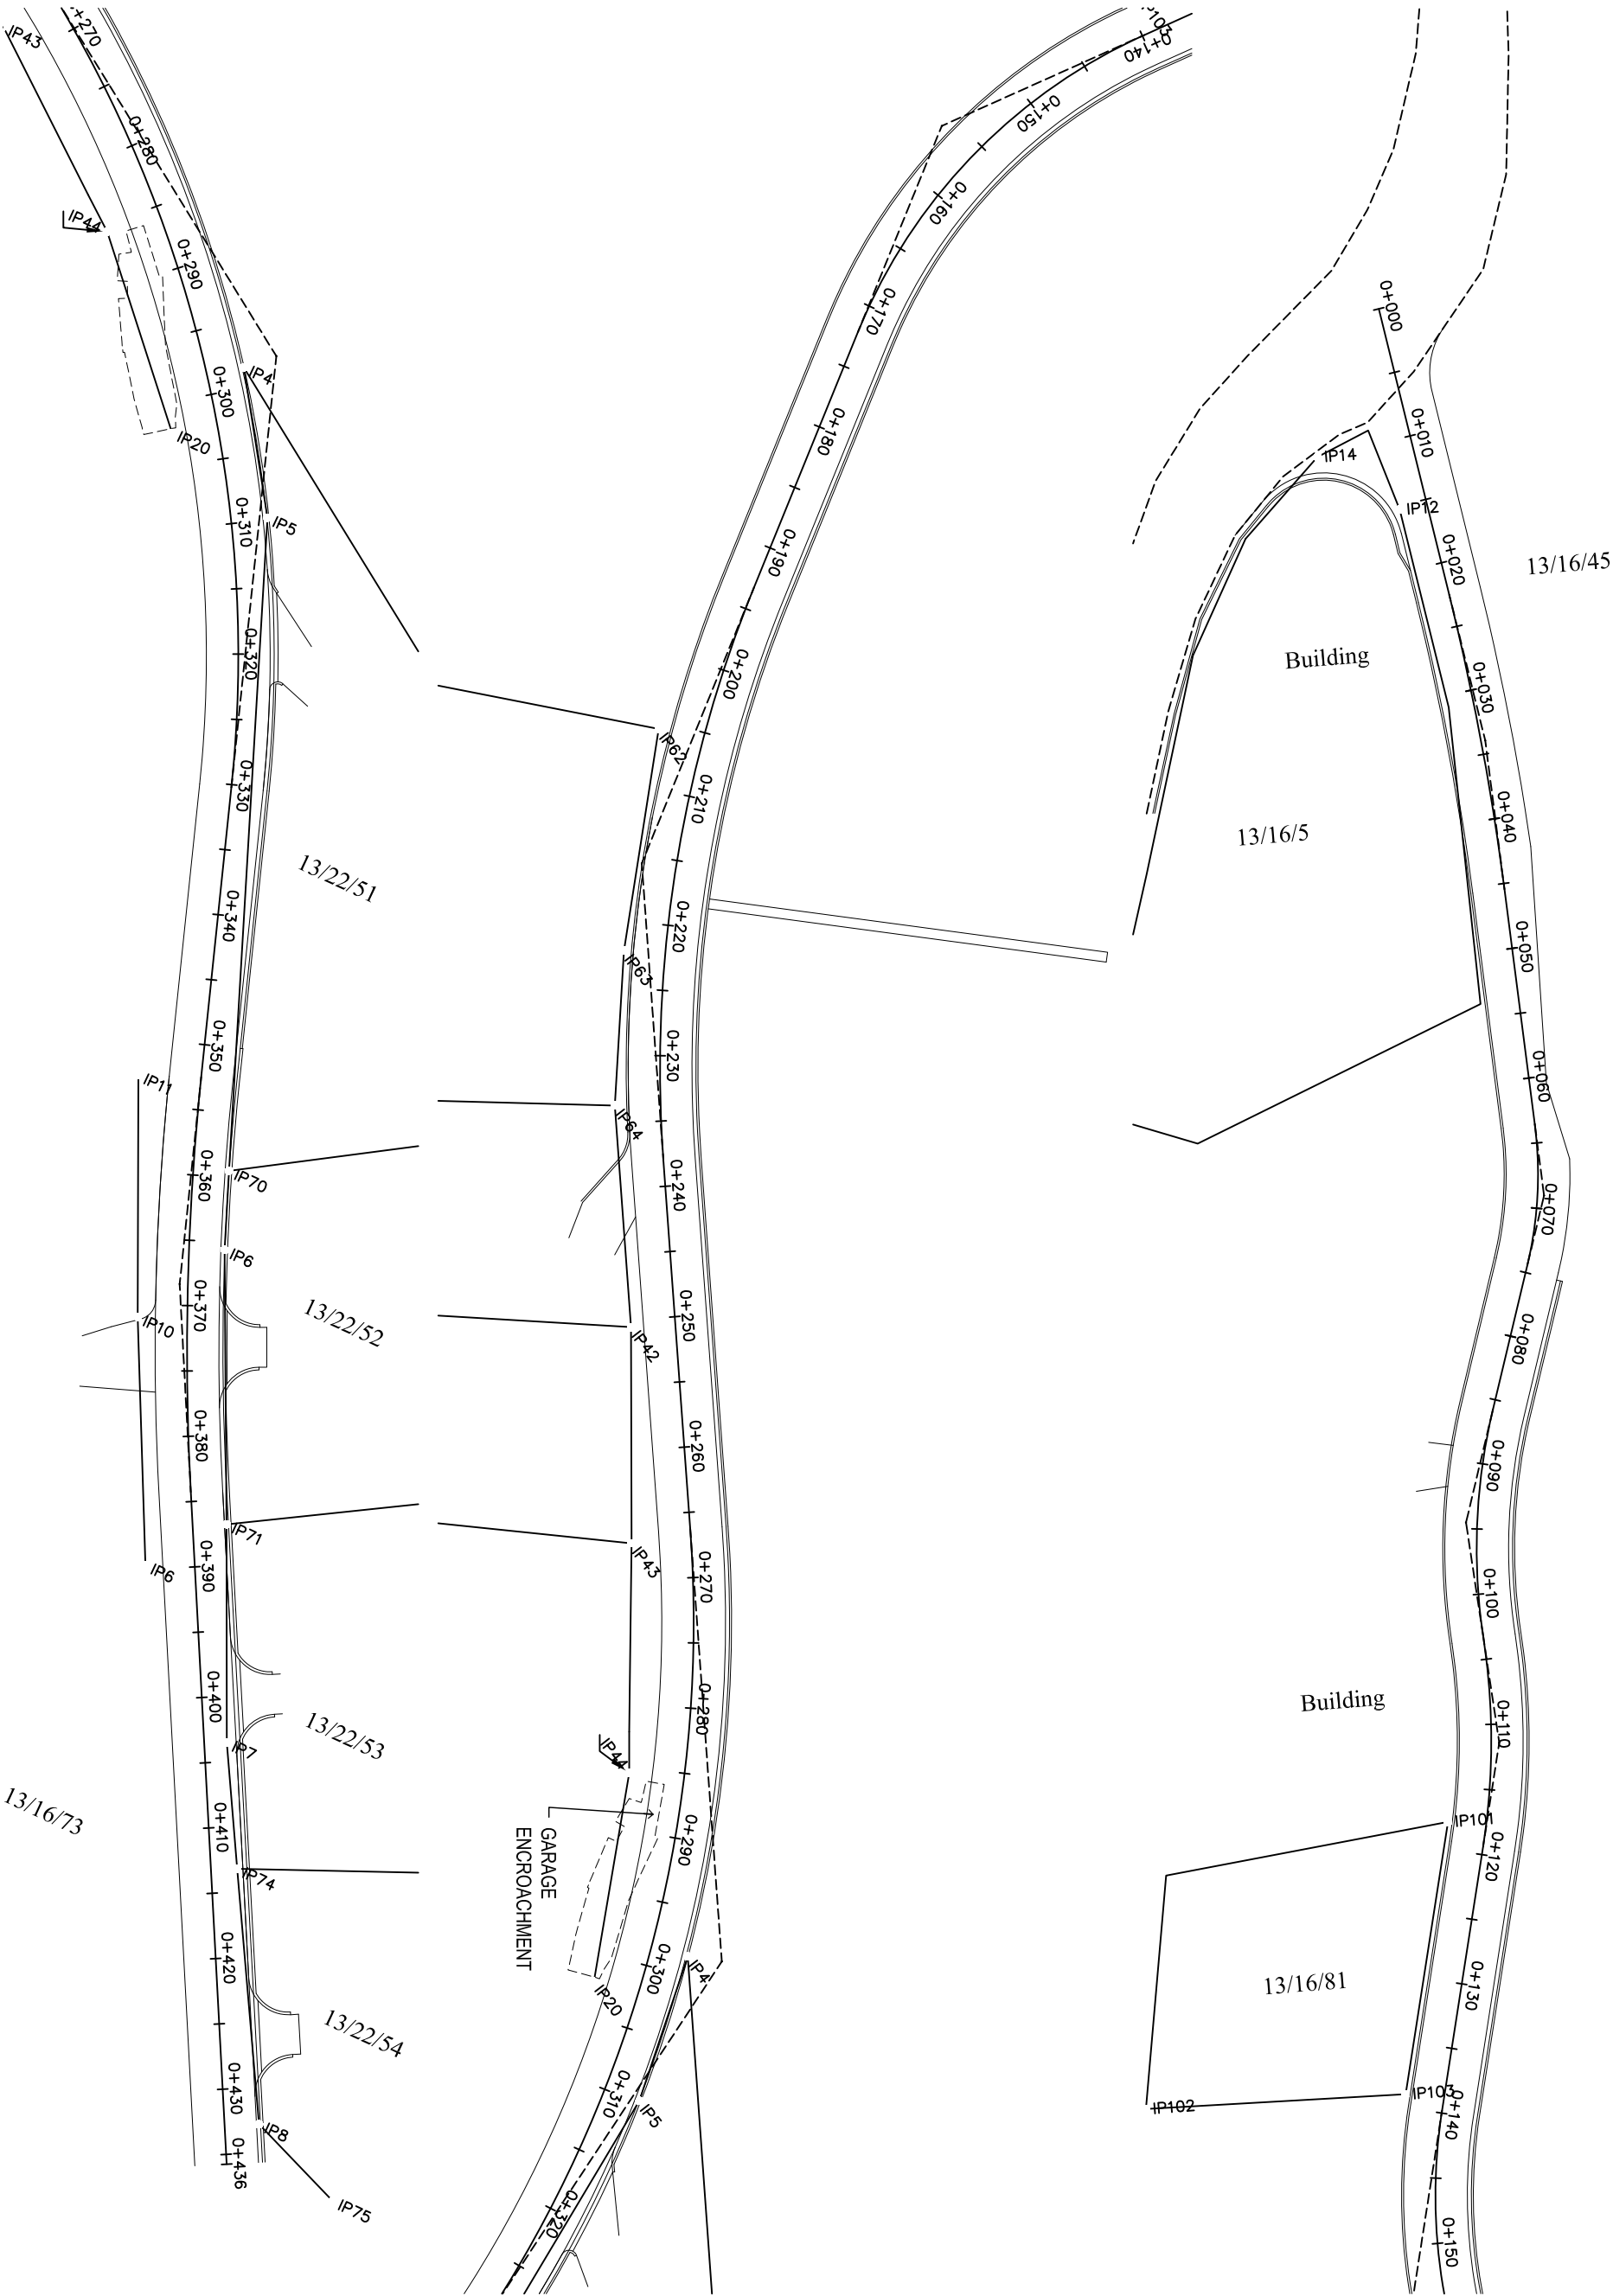 IP43
0+270
0+280
IP44
0+290
IP4
0+300
IP20
0+310
IP5
0+320
0+330
13/22/51
0+340
0+350
IP11
0+360
IP70
IP6
0+370
13/22/52
IP10
0+380
IP71
0+390
IP6
0+400
13/22/53
IP7
13/16/73
0+410
IP74
0+420
13/22/54
0+430
IP8
0+436
IP75
IP103
0+140
0+150
0+160
0+170
0+180
0+190
0+200
IP62
0+210
0+220
IP63
0+230
IP64
0+240
0+250
IP42
0+260
IP43
0+270
0+280
IP44
GARAGE
ENCROACHMENT
0+290
0+300
IP4
IP20
0+310
IP5
0+320
0+000
0+010
IP14
IP12
0+020
13/16/45
Building
0+030
0+040
13/16/5
0+050
0+060
0+070
0+080
0+090
0+100
Building
0+110
IP101
0+120
0+130
13/16/81
IP103
IP102
0+140
0+150